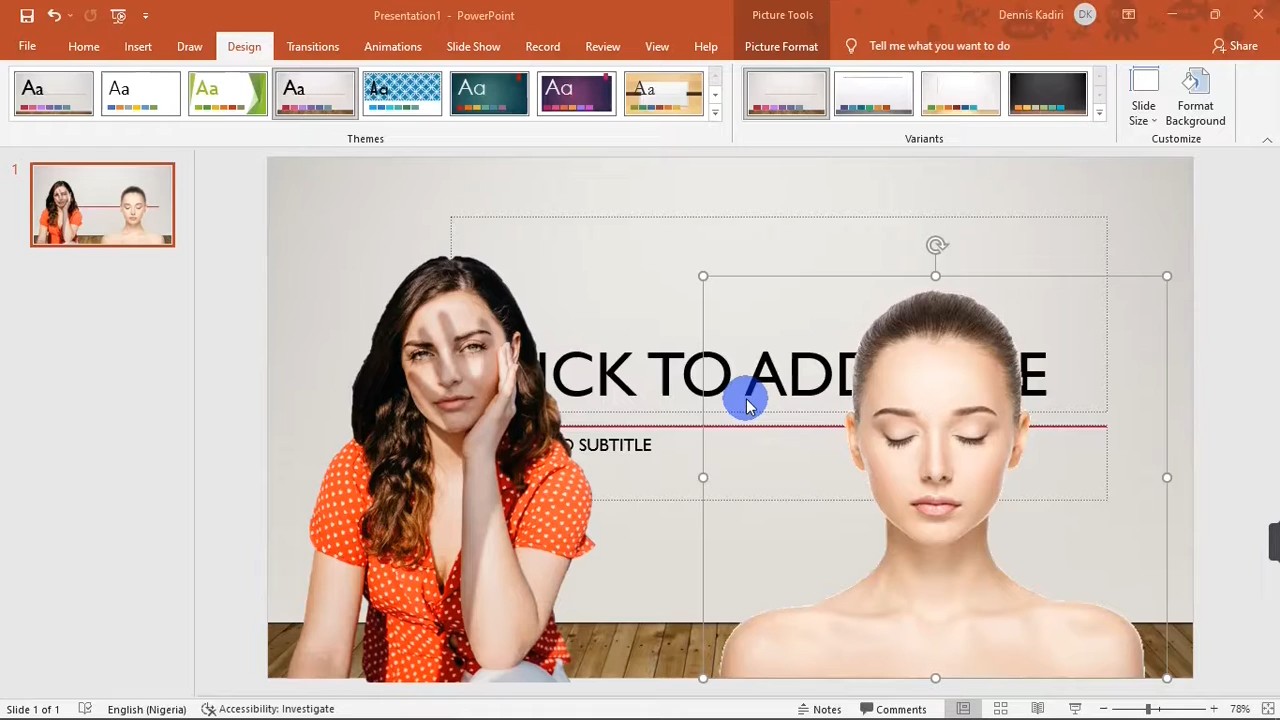 Presentation1 - PowerPoint
Picture Tools
Dennis Kadiri
DK
File
Home
Insert
Draw
Design
Transitions
Animations
Slide Show
Record
Review
View
Help
Picture Format
Tell me what you want to do
Share
Aa
Aa
Aa
Aa
Aa
Aa
Aa
Aa
Slide
Size
Format
Background
Themes
Variants
Customize
1
ICK TO ADD
E
SUBTITLE
Slide 1 of 1
English (Nigeria)
Accessibility: Investigate
Notes
Comments
78%